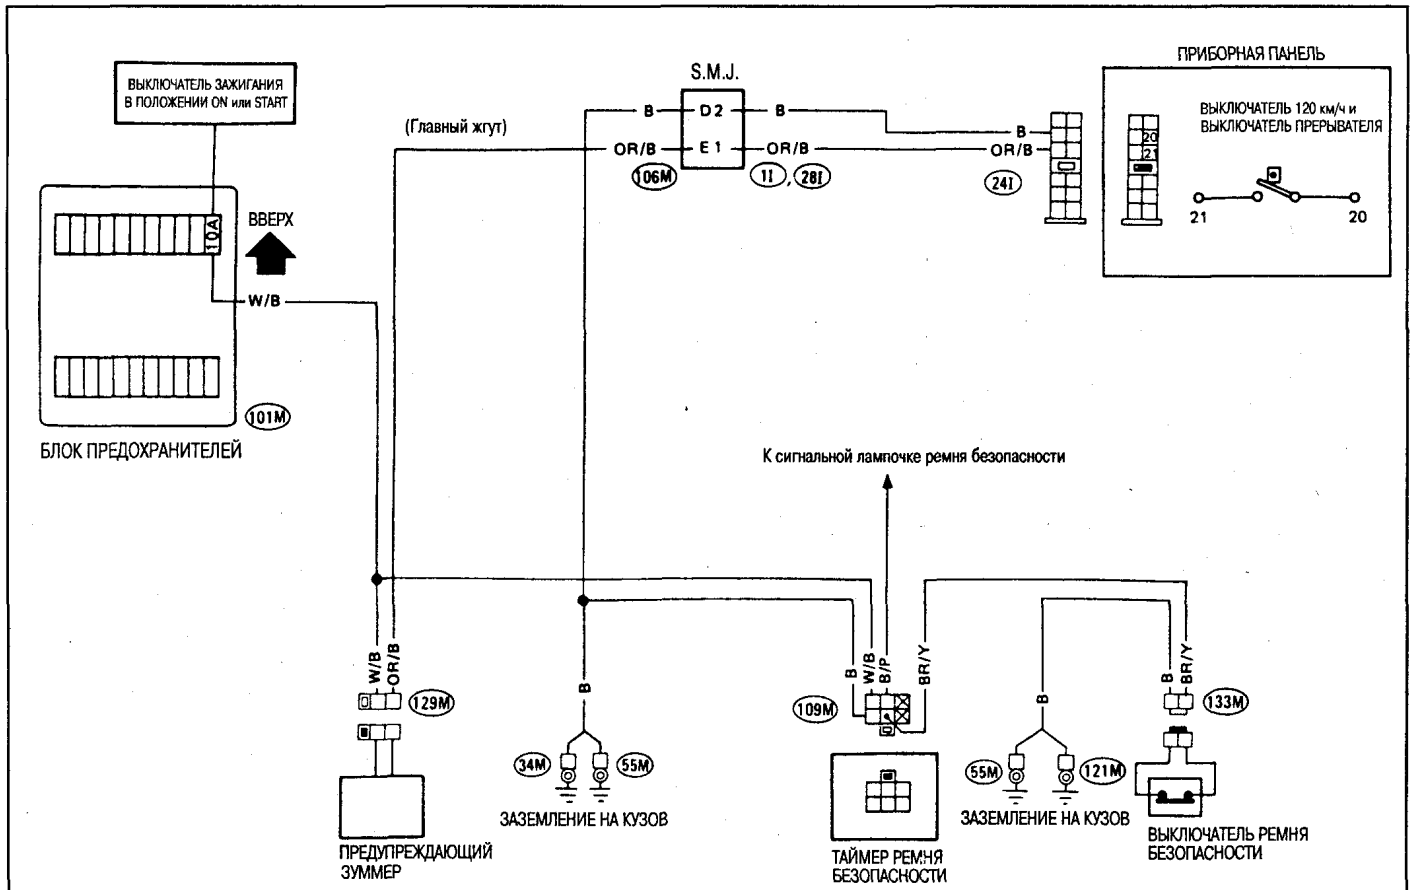 ПРИБОРНАЯ ПАНЕЛЬ
S.M.J.
ВЫКЛЮЧАТЕЛЬ ЗАЖИГАНИЯ
В ПОЛОЖЕНИИ ON или START
B D2 B
ВЫКЛЮЧАТЕЛЬ 120 км/ч и
ВЫКЛЮЧАТЕЛЬ ПРЕРЫВАТЕЛЯ
(Главный жгут)
B
20
OR/B E1 OR/B
OR/B
21
106M
1I, 28I
24I
21
20
10A
ВВЕРХ
W/B
101M
БЛОК ПРЕДОХРАНИТЕЛЕЙ
К сигнальной лампочке ремня безопасности
W/B
OR/B
B
B
W/B
B/P
BR/Y
B
B
BR/Y
129M
109M
133M
34M
55M
55M
121M
ЗАЗЕМЛЕНИЕ НА КУЗОВ
ЗАЗЕМЛЕНИЕ НА КУЗОВ
ВЫКЛЮЧАТЕЛЬ РЕМНЯ
БЕЗОПАСНОСТИ
ПРЕДУПРЕЖДАЮЩИЙ
ЗУММЕР
ТАЙМЕР РЕМНЯ
БЕЗОПАСНОСТИ